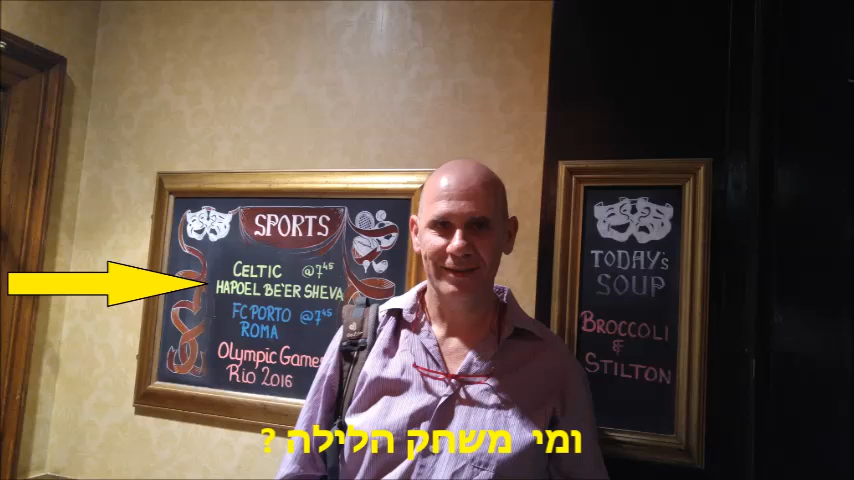 SPORTS
CELTIC @7⁴⁵
HAPOEL BE'ER SHEVA
FC PORTO @7⁴⁵
ROMA
Olympic Games
Rio 2016
TODAY'S
SOUP
BROCCOLI
&
STILTON
ומי משחק הלילה ?